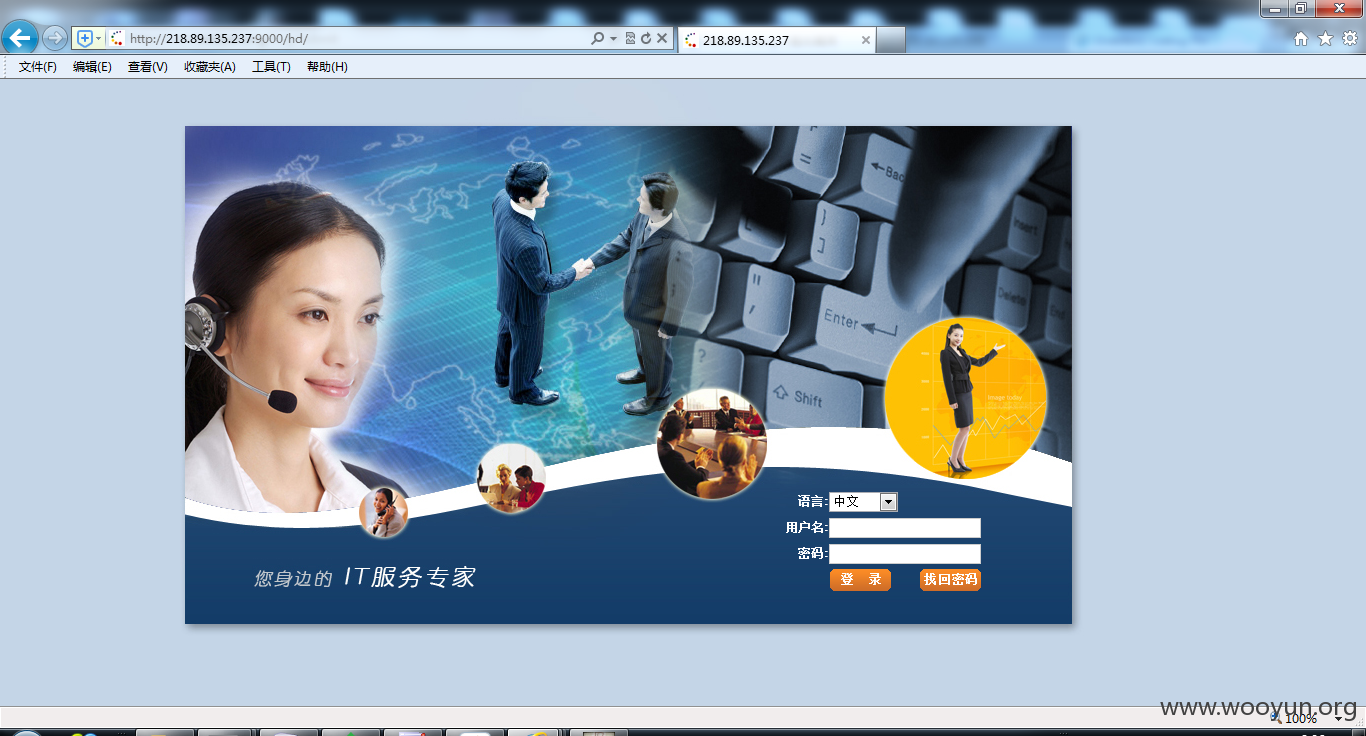 http://218.89.135.237:9000/hd/
218.89.135.237
文件(F) 编辑(E) 查看(V) 收藏夹(A) 工具(T) 帮助(H)
Insert
Delete
Enter
Shift
语言: 中文
用户名:
密码:
登 录 找回密码
您身边的 IT服务专家
www.wooyun.org
100%